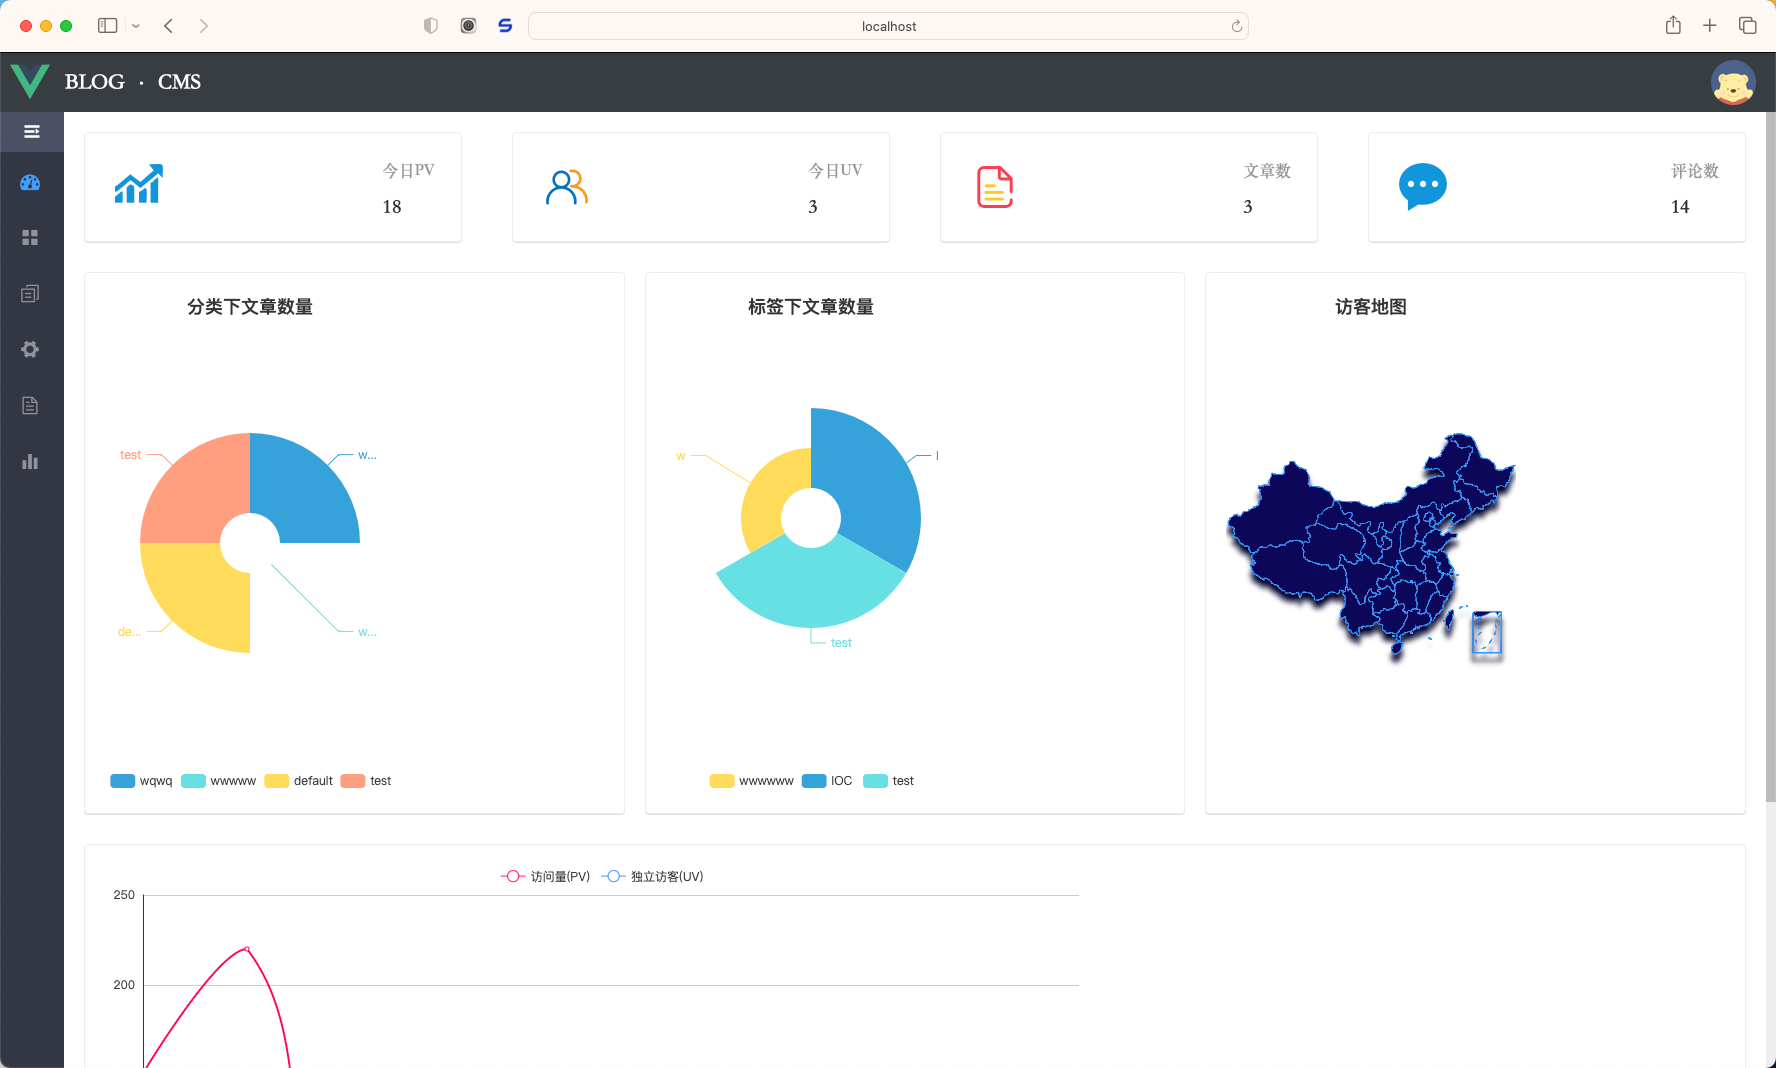 localhost
BLOG · CMS
今日PV
18
今日UV
3
文章数
3
评论数
14
分类下文章数量
test
w...
de...
w...
wqwq wwwww default test
标签下文章数量
w
I
test
wwwwww IOC test
访客地图
访问量(PV) 独立访客(UV)
250
200